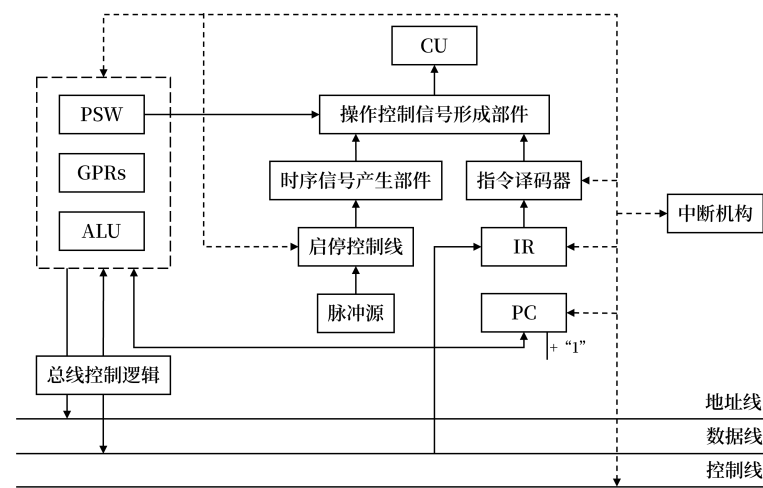 CU
PSW
操作控制信号形成部件
GPRs
时序信号产生部件
指令译码器
ALU
启停控制线
IR
中断机构
脉冲源
PC
+ “1”
总线控制逻辑
地址线
数据线
控制线